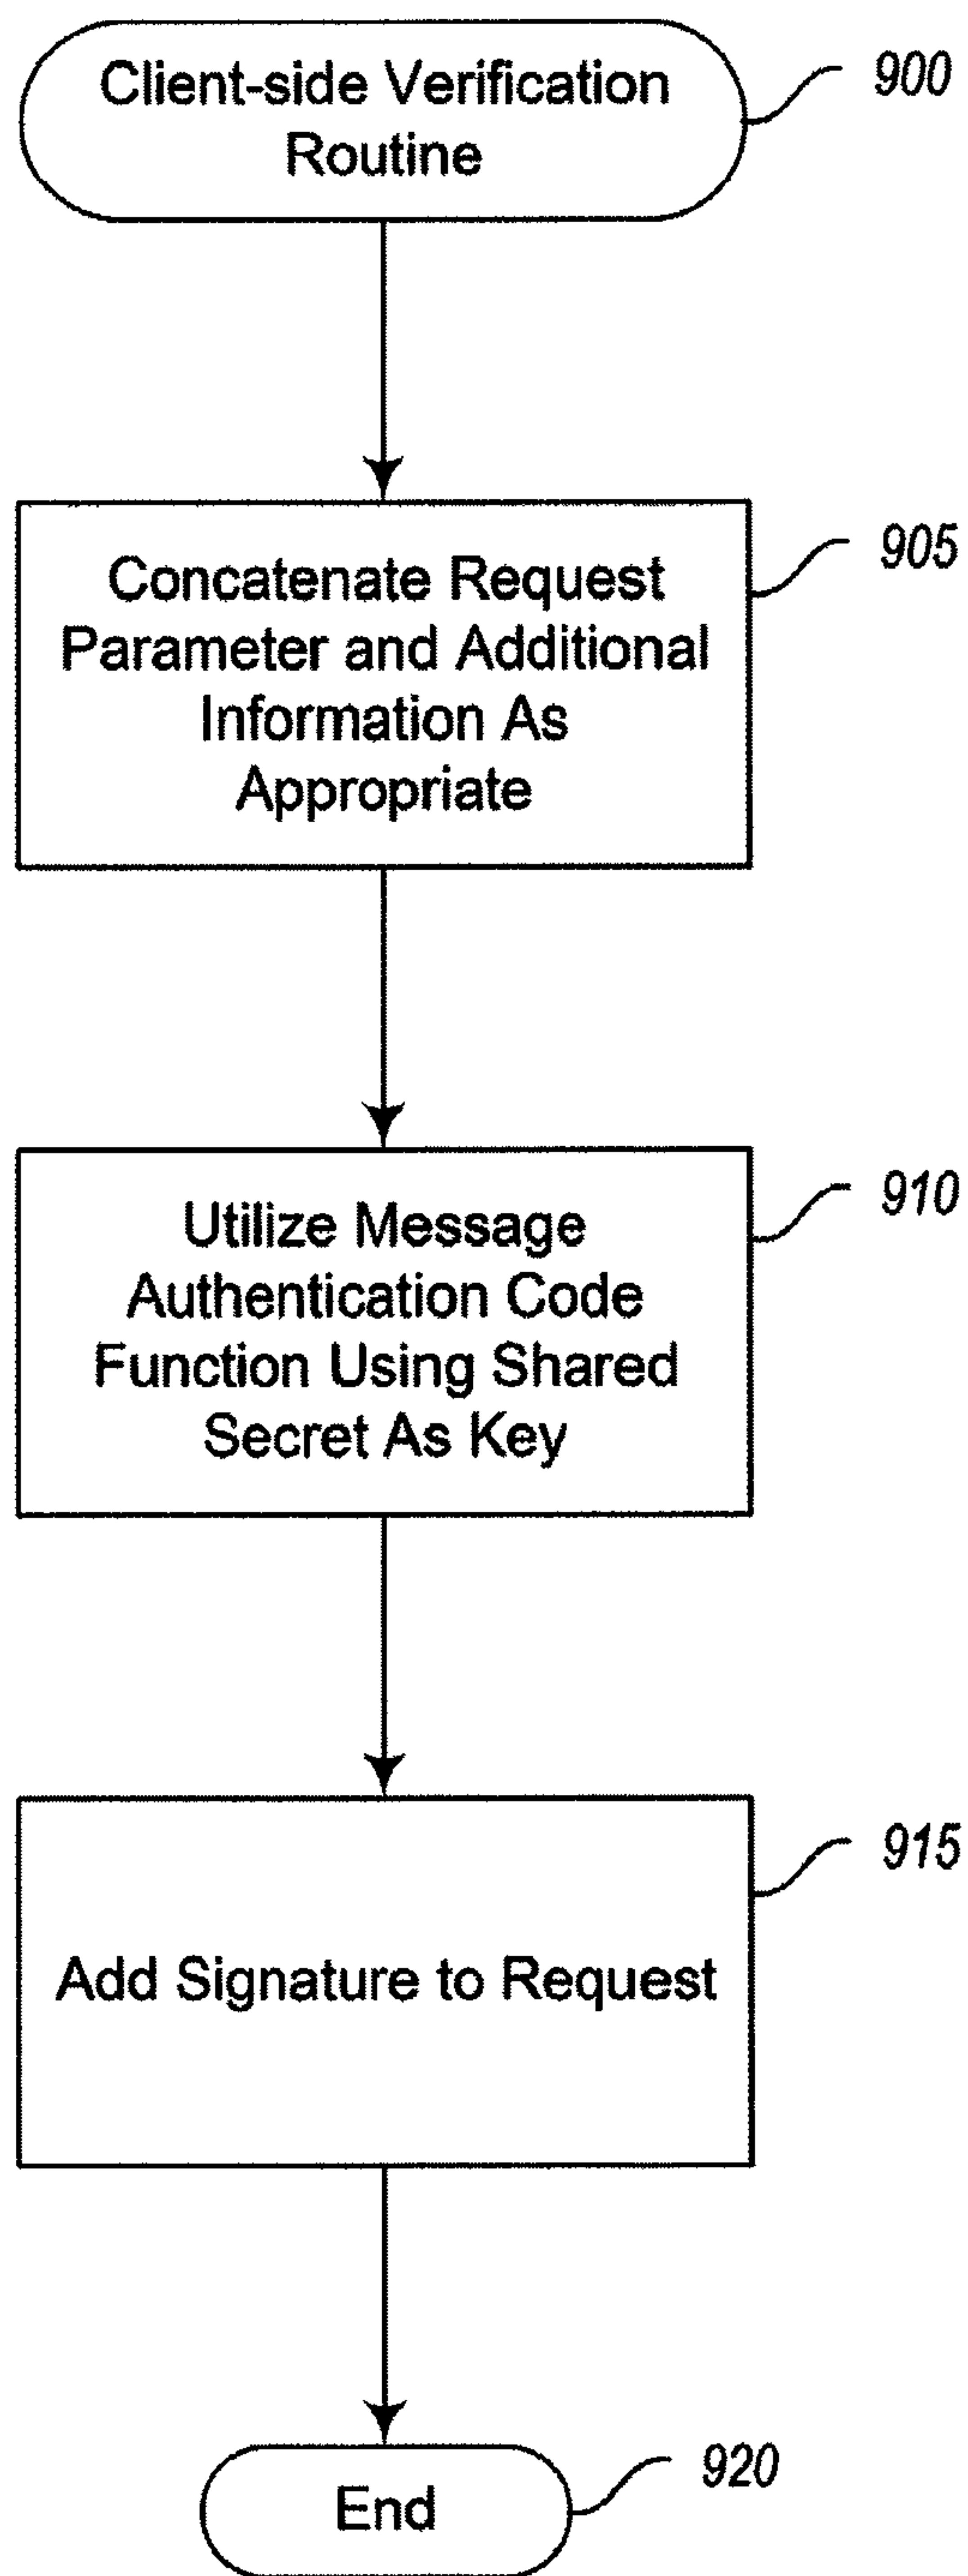 Client-side Verification
Routine
900
Concatenate Request
Parameter and Additional
Information As
Appropriate
905
Utilize Message
Authentication Code
Function Using Shared
Secret As Key
910
Add Signature to Request
915
End
920